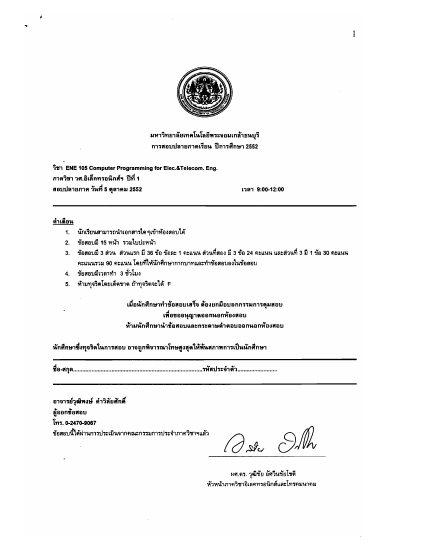 1
มหาวิทยาลัยเทคโนโลยีพระจอมเกล้าธนบุรี
การสอบปลายภาคเรียน ปีการศึกษา 2552
วิชา ENE 105 Computer Programming for Elec.&Telecom. Eng.
ภาควิชา วศ.อิเล็กทรอนิกส์ฯ ปีที่ 1
สอบปลายภาค วันที่ 5 ตุลาคม 2552 เวลา 9:00-12:00
คำเตือน
1. นักเรียนสามารถนำเอกสารใดๆเข้าห้องสอบได้
2. ข้อสอบมี 15 หน้า รวมใบปะหน้า
3. ข้อสอบมี 3 ส่วน ส่วนแรก มี 36 ข้อ ข้อละ 1 คะแนน ส่วนที่สอง มี 3 ข้อ 24 คะแนน และส่วนที่ 3 มี 1 ข้อ 30 คะแนน
คะแนนรวม 90 คะแนน โดยที่ให้นักศึกษากากบาทและทำข้อสอบลงในข้อสอบ
4. ข้อสอบมีเวลาทำ 3 ชั่วโมง
5. ห้ามทุจริตโดยเด็ดขาด ถ้าทุจริตจะได้ F
เมื่อนักศึกษาทำข้อสอบเสร็จ ต้องยกมือบอกกรรมการคุมสอบ
เพื่อขออนุญาตออกนอกห้องสอบ
ห้ามนักศึกษานำข้อสอบและกระดาษคำตอบออกนอกห้องสอบ
นักศึกษาซึ่งทุจริตในการสอบ อาจถูกพิจารณาโทษสูงสุดให้พ้นสภาพการเป็นนักศึกษา
ชื่อ-สกุล..............................................................รหัสประจำตัว....................
อาจารย์วุฒิพงษ์ คำวิลัยศักดิ์
ผู้ออกข้อสอบ
โทร. 0-2470-9067
ข้อสอบนี้ได้ผ่านการประเมินจากคณะกรรมการประจำภาควิชาฯแล้ว
ผศ.ดร. วุฒิชัย อัศวินชัยโชติ
หัวหน้าภาควิชาอิเลคทรอนิกส์และโทรคมนาคม